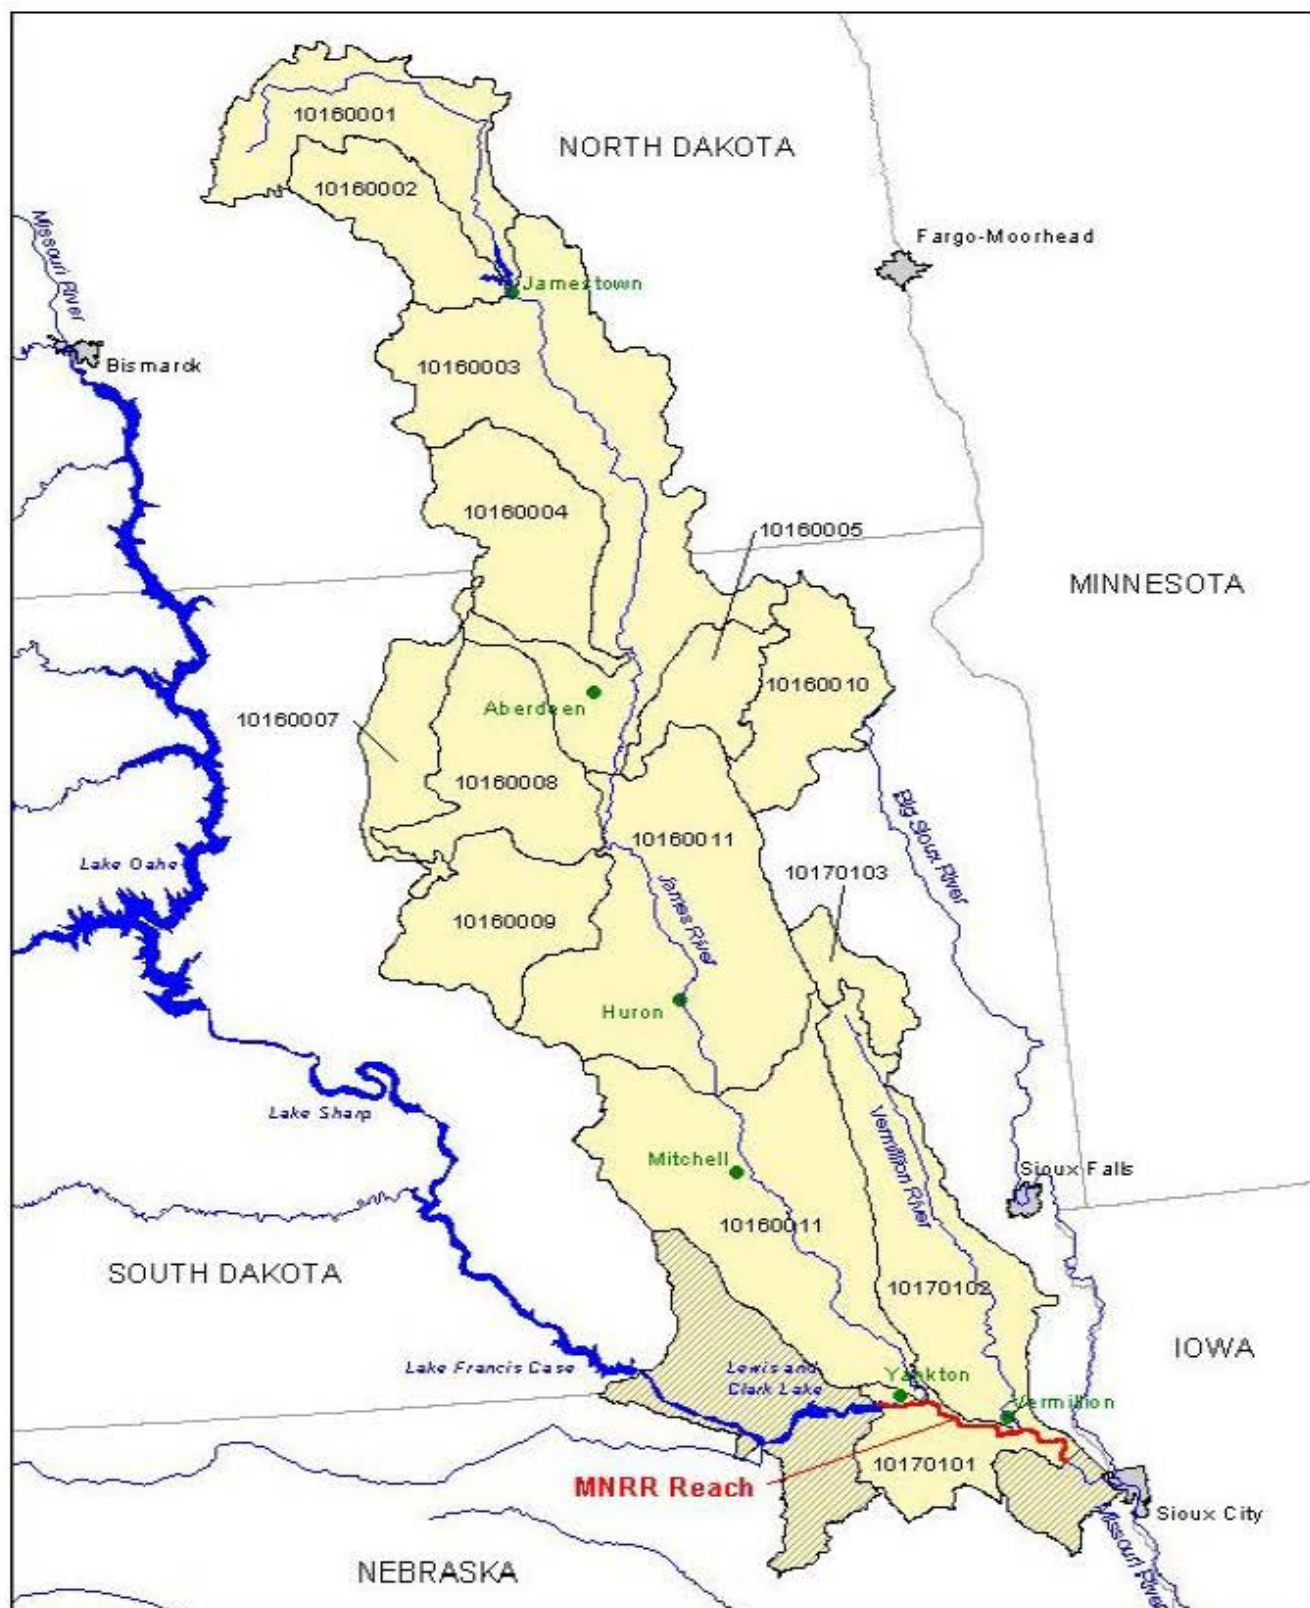 10160001
NORTH DAKOTA
10160002
Missouri River
Fargo-Moorhead
Jamestown
Bismarck
10160003
10160004
10160005
MINNESOTA
10160010
Aberdeen
10160007
10160008
10160011
Big Sioux River
Lake Oahe
10170103
James River
10160009
Huron
Lake Sharp
Vermillion River
Mitchell
Sioux Falls
10160011
SOUTH DAKOTA
10170102
IOWA
Lake Francis Case
Lewis and
Clark Lake
Yankton
Vermillion
10170101
MNRR Reach
Sioux City
Missouri River
NEBRASKA